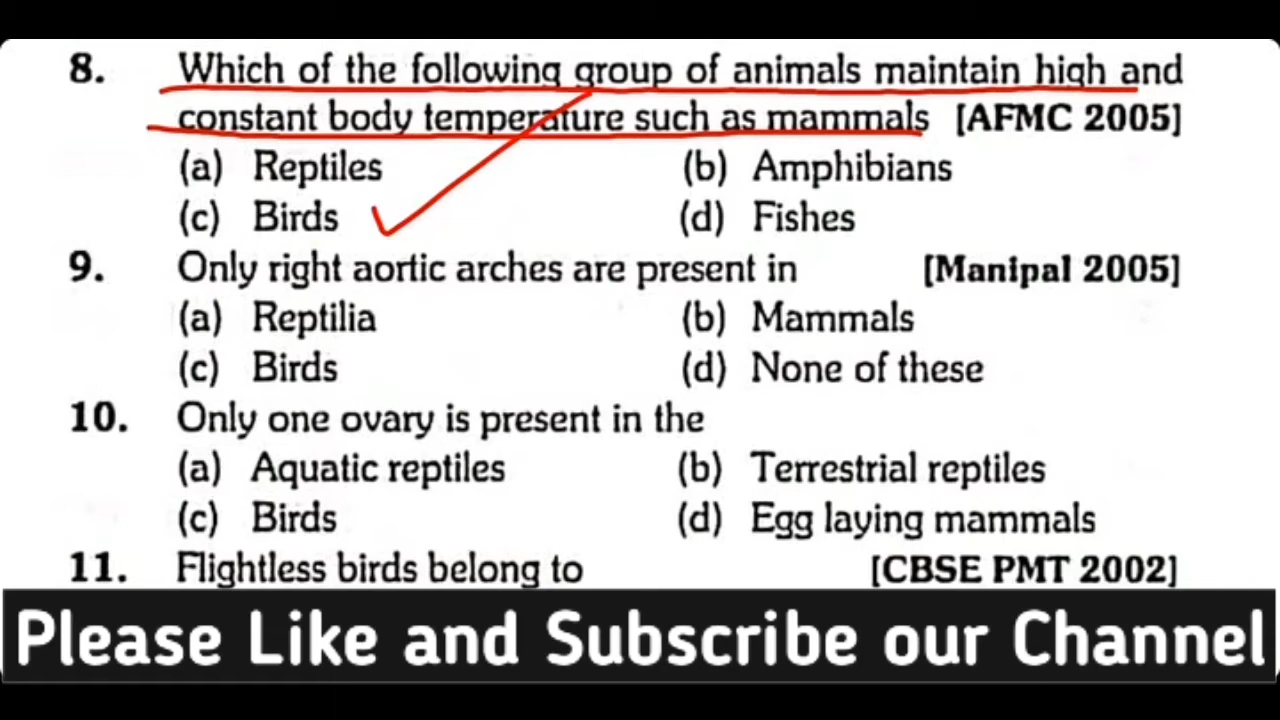 8. Which of the following group of animals maintain high and
constant body temperature such as mammals [AFMC 2005]
(a) Reptiles (b) Amphibians
(c) Birds (d) Fishes
9. Only right aortic arches are present in [Manipal 2005]
(a) Reptilia (b) Mammals
(c) Birds (d) None of these
10. Only one ovary is present in the
(a) Aquatic reptiles (b) Terrestrial reptiles
(c) Birds (d) Egg laying mammals
11. Flightless birds belong to [CBSE PMT 2002]
Please Like and Subscribe our Channel